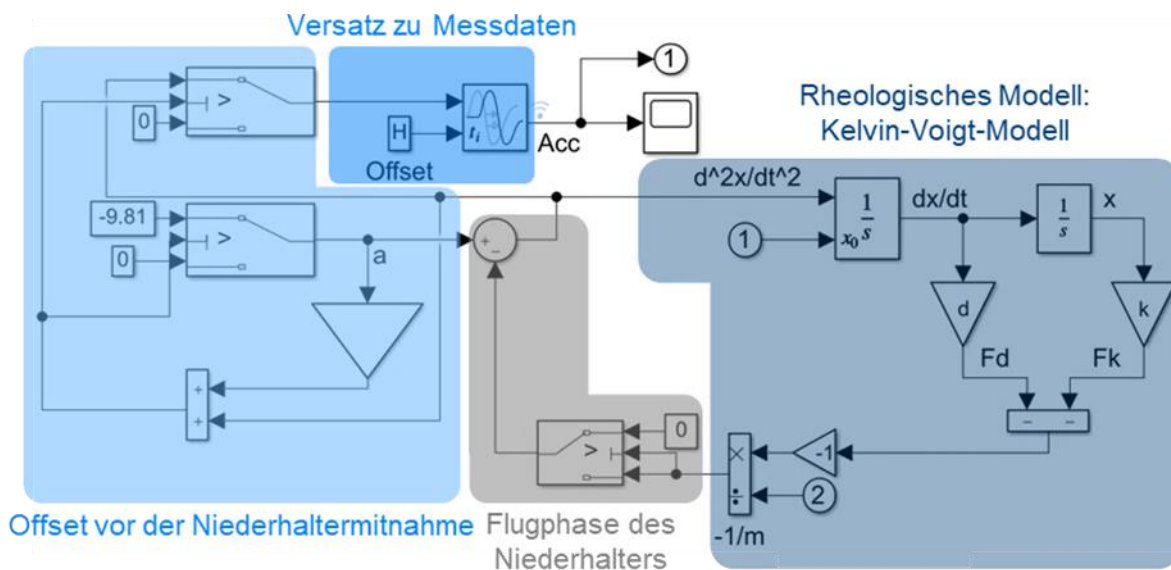 Versatz zu Messdaten
>
0
H
Offset
t_i
Acc
1
Rheologisches Modell:
Kelvin-Voigt-Modell
d^2x/dt^2
1
x₀
1
s
dx/dt
1
s
x
-9.81
0
>
a
+
-
d
k
Fd
Fk
+
+
>
0
×
÷
-1
- -
2
-1/m
Offset vor der Niederhaltermitnahme
Flugphase des
Niederhalters